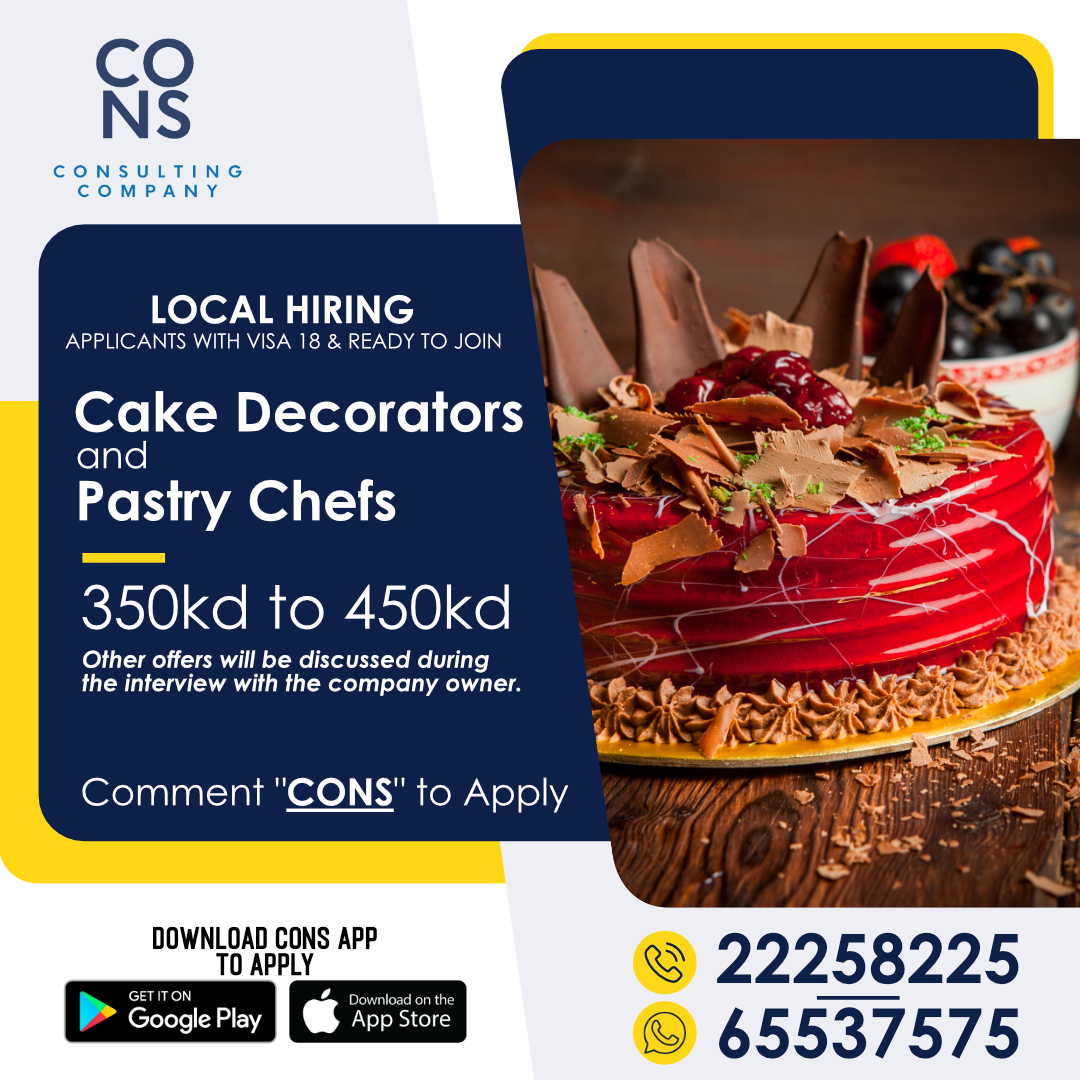 CO
NS
CONSULTING
COMPANY
LOCAL HIRING
APPLICANTS WITH VISA 18 & READY TO JOIN
Cake Decorators
and
Pastry Chefs
350kd to 450kd
Other offers will be discussed during
the interview with the company owner.
Comment "CONS" to Apply
DOWNLOAD CONS APP
TO APPLY
GET IT ON
Google Play
Download on the
App Store
22258225
65537575